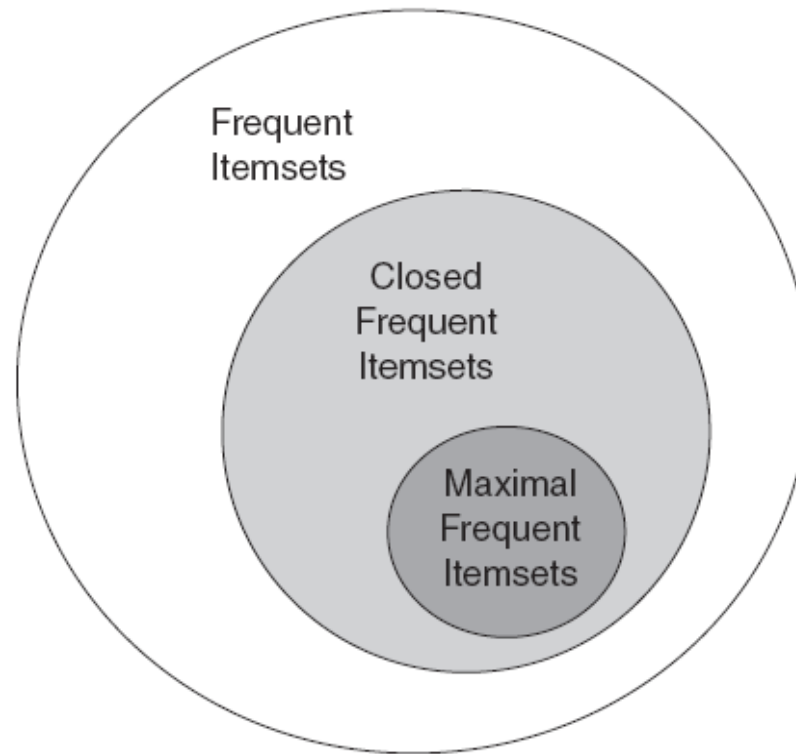 Frequent
Itemsets
Closed
Frequent
Itemsets
Maximal
Frequent
Itemsets